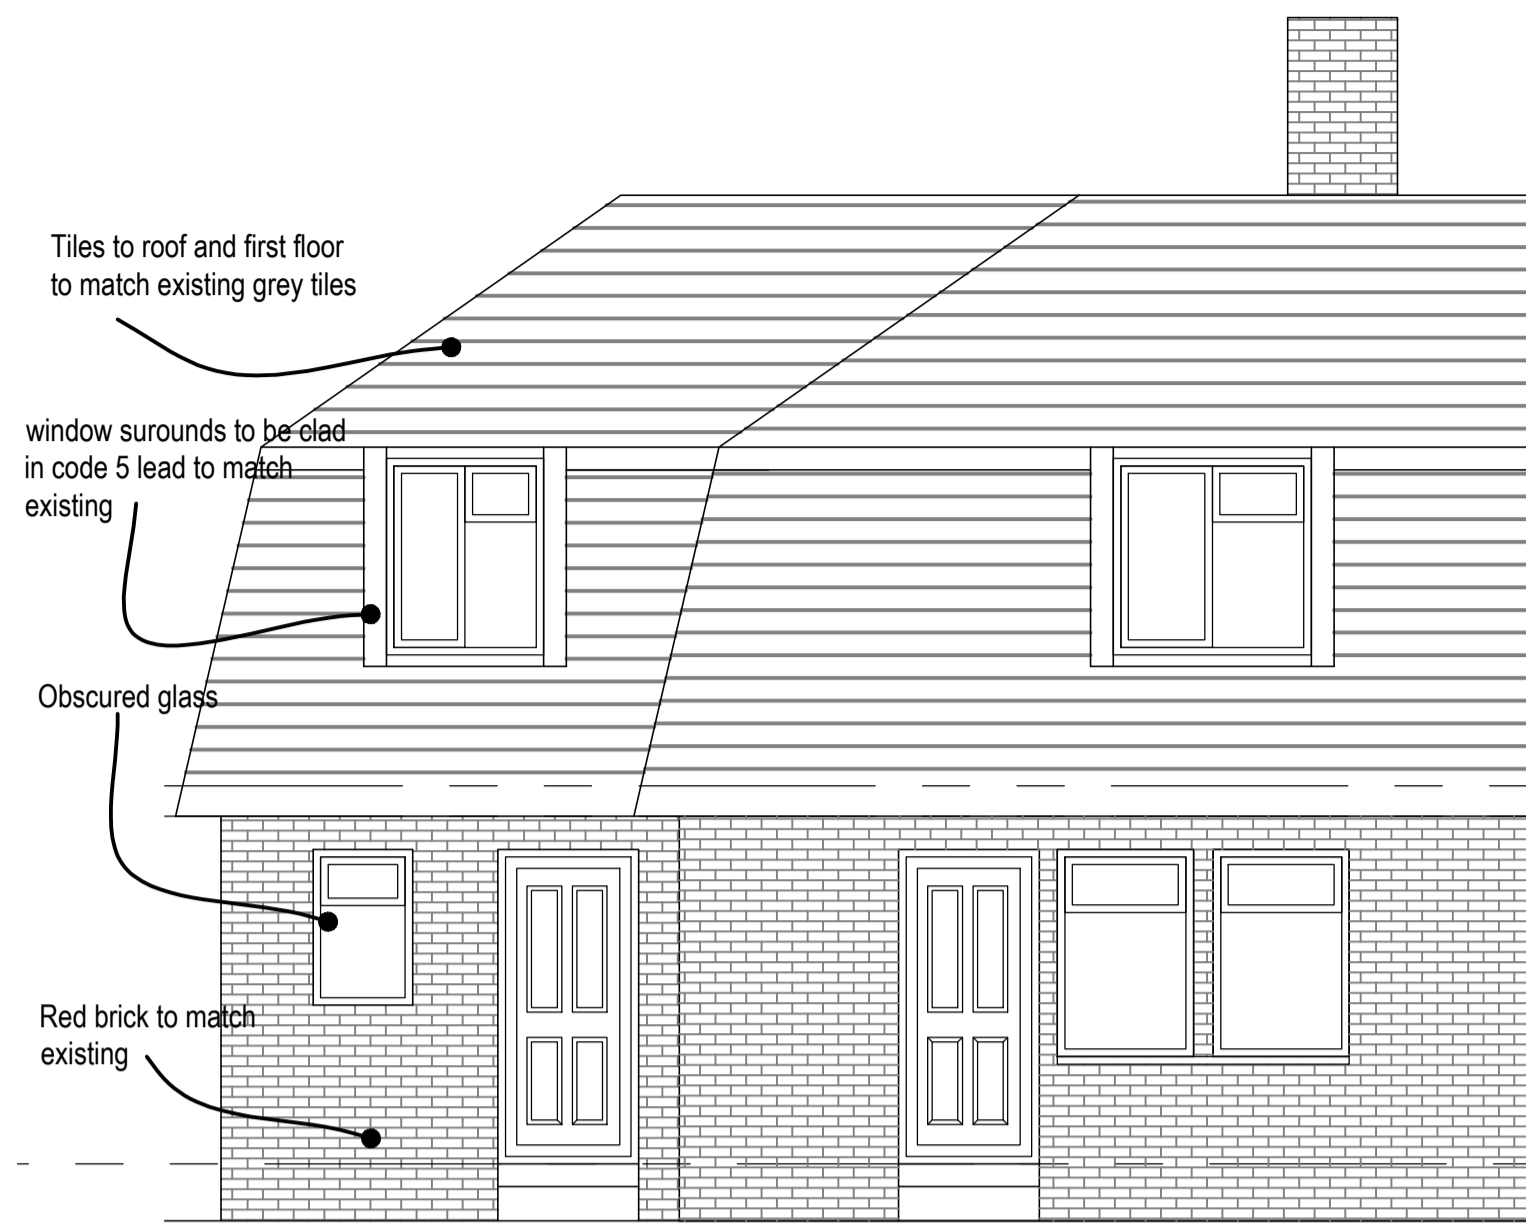 Tiles to roof and first floor
to match existing grey tiles
window surounds to be clad
in code 5 lead to match
existing
Obscured glass
Red brick to match
existing